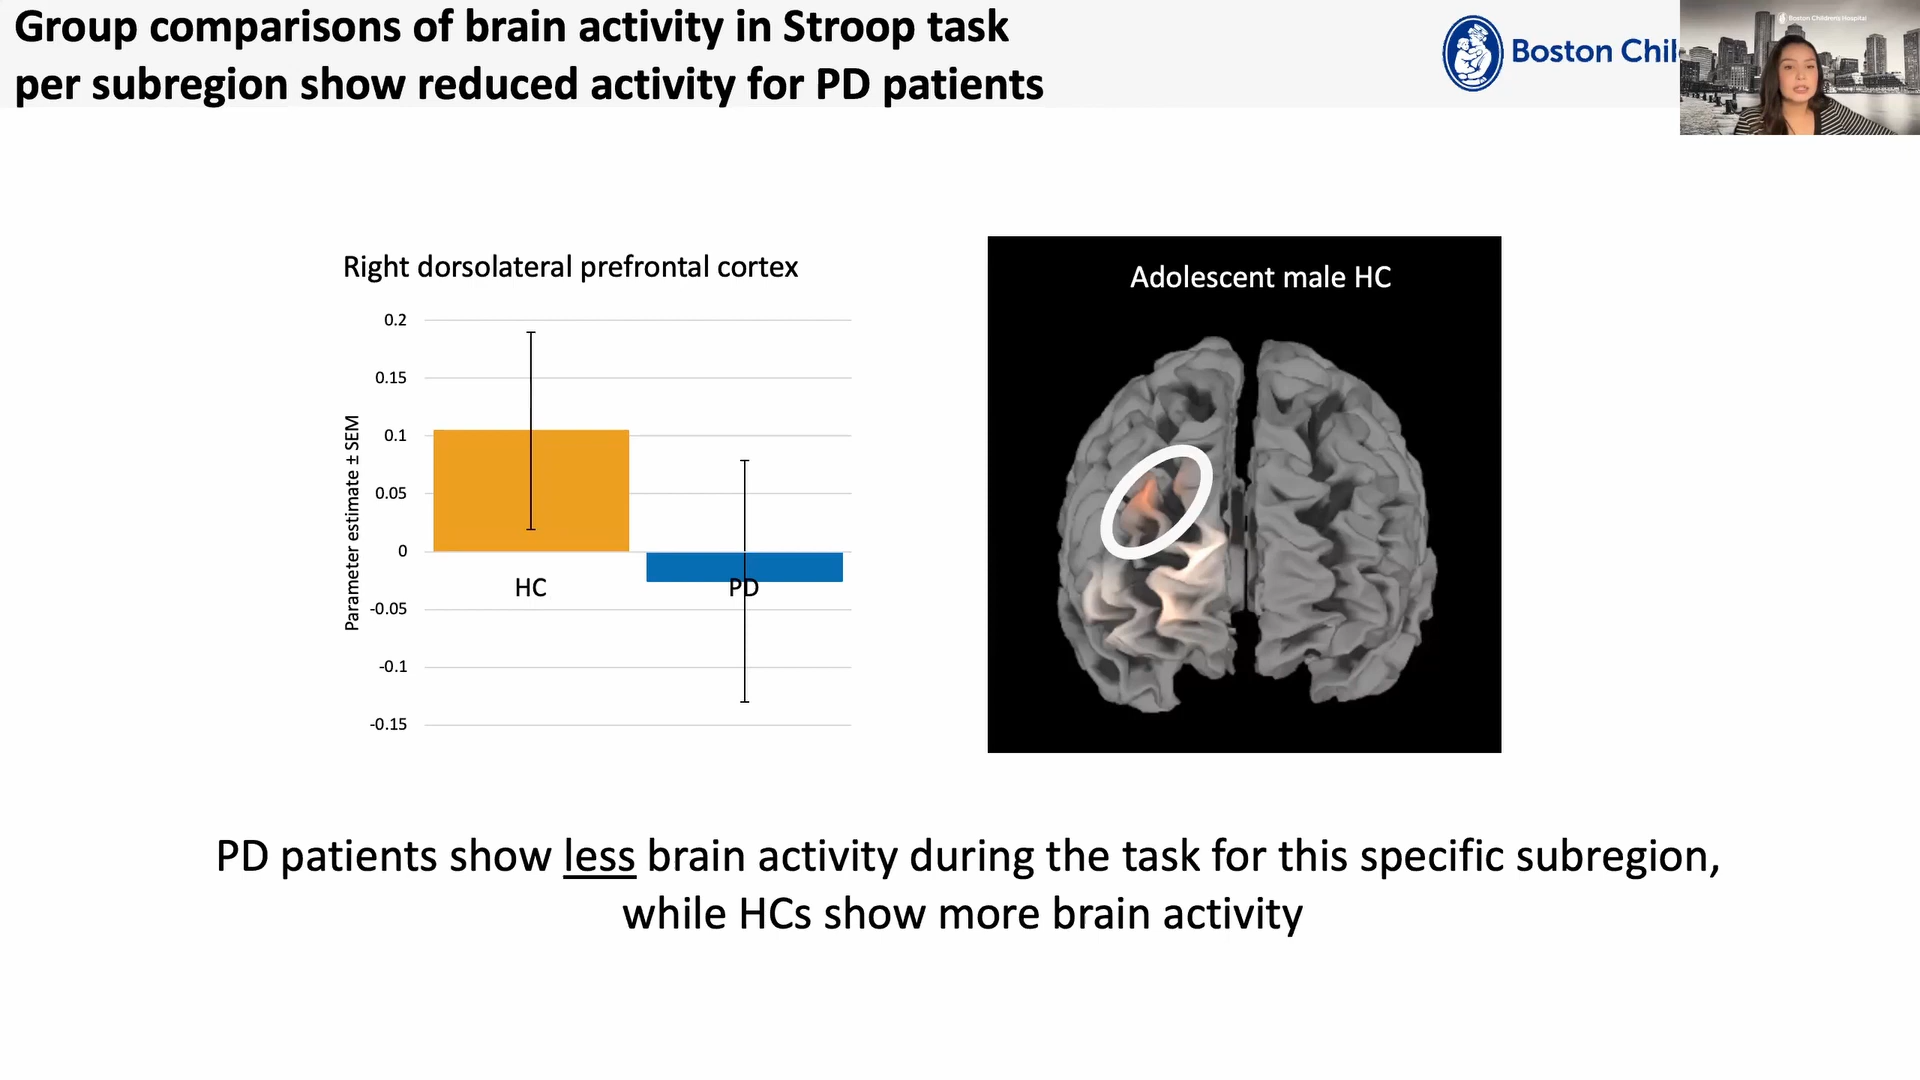 Group comparisons of brain activity in Stroop task
per subregion show reduced activity for PD patients
Boston Chil
Boston Children's Hospital
Right dorsolateral prefrontal cortex
Parameter estimate ± SEM
0.2
0.15
0.1
0.05
0
-0.05
-0.1
-0.15
HC
PD
Adolescent male HC
PD patients show less brain activity during the task for this specific subregion,
while HCs show more brain activity